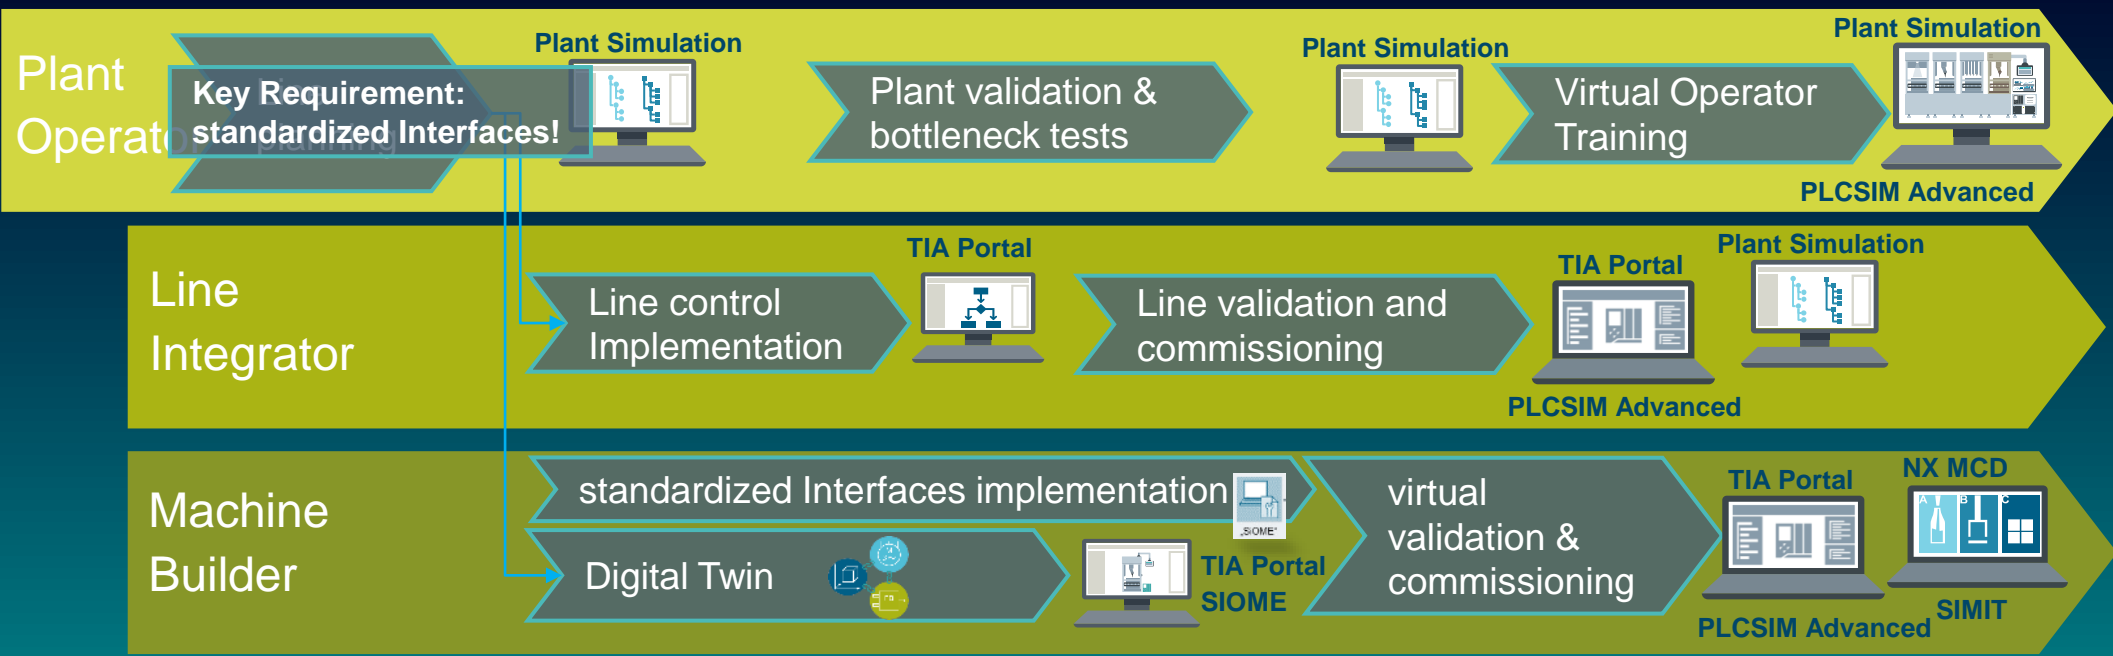 Plant
Operator
Line
planning
Key Requirement:
standardized Interfaces!
Plant Simulation
Plant validation &
bottleneck tests
Plant Simulation
Virtual Operator
Training
Plant Simulation
PLCSIM Advanced
Line
Integrator
Line control
Implementation
TIA Portal
Line validation and
commissioning
TIA Portal
PLCSIM Advanced
Plant Simulation
Machine
Builder
standardized Interfaces implementation
„SIOME“
Digital Twin
TIA Portal
SIOME
virtual
validation &
commissioning
TIA Portal
PLCSIM Advanced
NX MCD
A B C
SIMIT